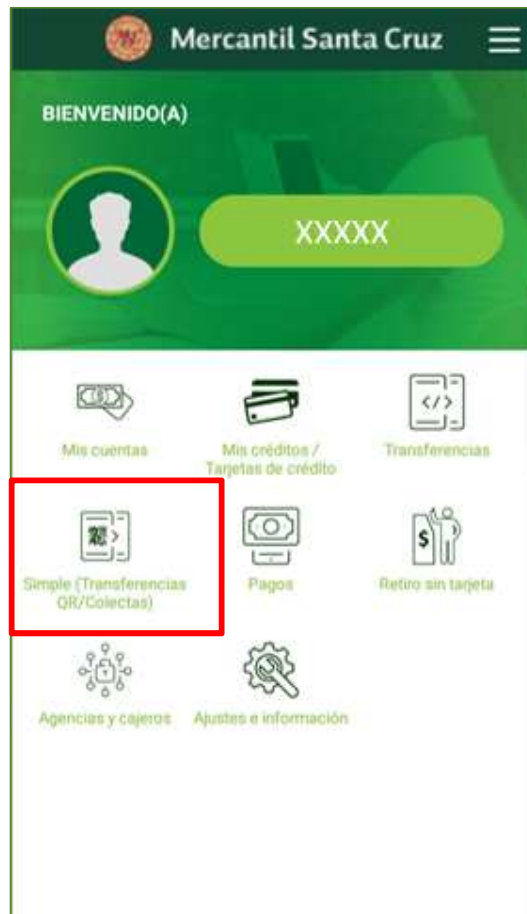 Mercantil Santa Cruz
BIENVENIDO(A)
XXXXX
Mis cuentas
Mis créditos /
Tarjetas de crédito
Transferencias
Simple (Transferencias
QR/Colectas)
Pagos
Retiro sin tarjeta
Agencias y cajeros
Ajustes e información